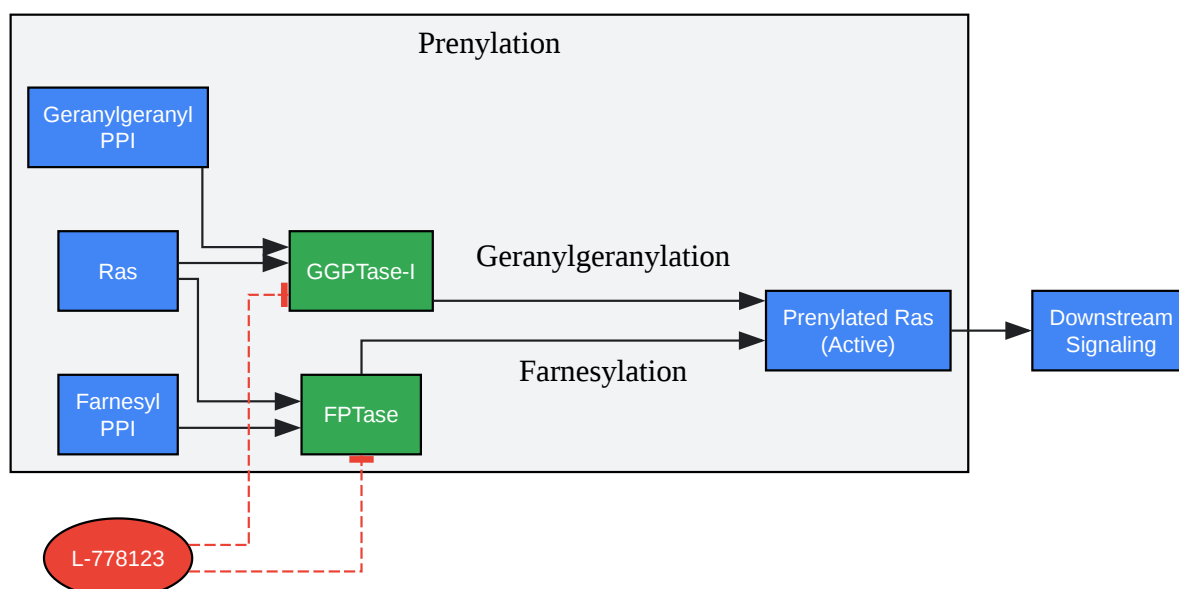 Prenylation
Geranylgeranyl
PPI
Ras
GGPTase-I
Geranylgeranylation
Prenylated Ras
(Active)
Downstream
Signaling
Farnesylation
Farnesyl
PPI
FPTase
L-778123